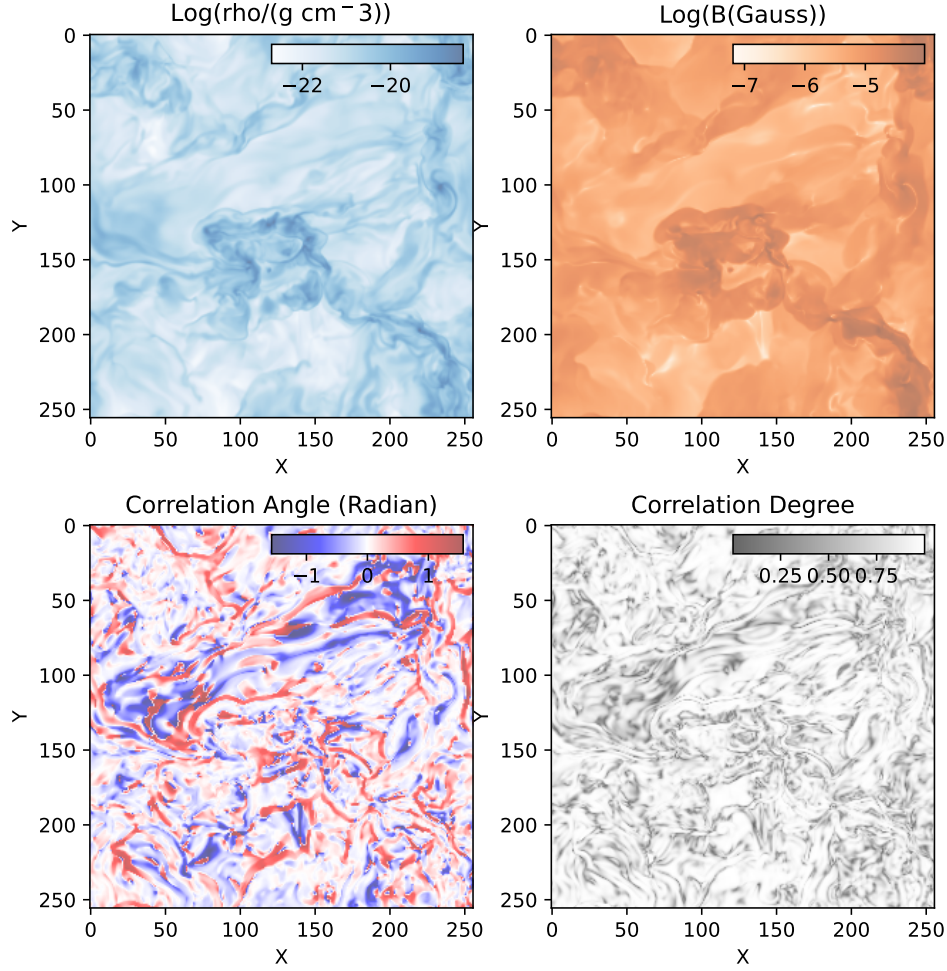 Log(rho/(g cm⁻3)) Log(B(Gauss))
0 0
−22 −20 −7 −6 −5
50 50
100 100
Y Y
150 150
200 200
250 250
0 50 100 150 200 250 0 50 100 150 200 250
X X
Correlation Angle (Radian) Correlation Degree
0 0
−1 0 1 0.25 0.50 0.75
50 50
100 100
Y Y
150 150
200 200
250 250
0 50 100 150 200 250 0 50 100 150 200 250
X X